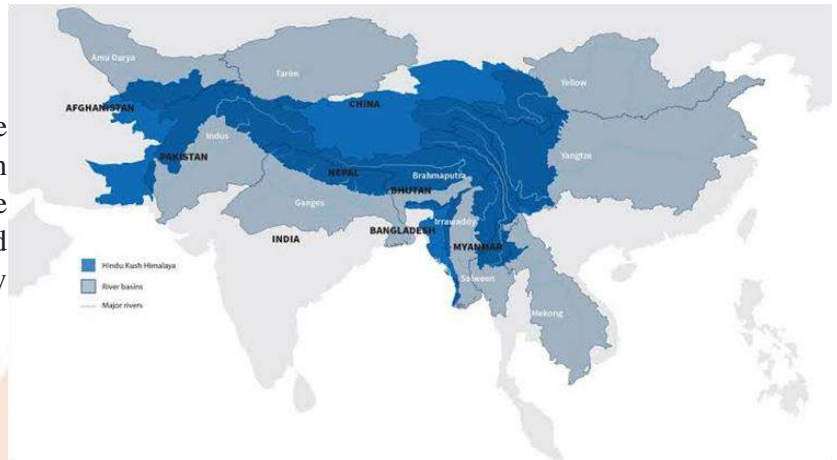 Amu Darya
Tarim
Yellow
AFGHANISTAN
CHINA
e
Indus
n
PAKISTAN
Yangtze
e
NEPAL
Brahmaputra
BHUTAN
Ganges
Irrawaddy
d
INDIA
BANGLADESH
MYANMAR
Hindu Kush Himalaya
y
Salween
River basins
Major rivers
Mekong